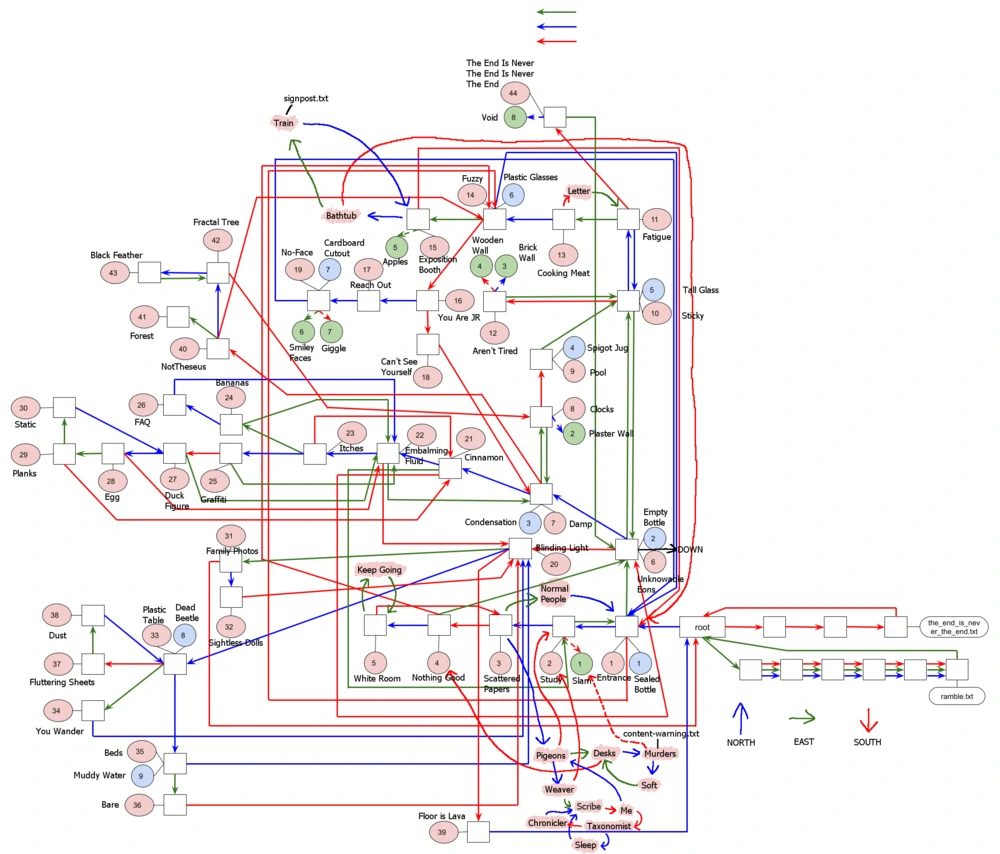 The End Is Never
The End Is Never
The End
44
Void
8
signpost.txt
Train
Fuzzy
Plastic Glasses
14
6
Letter
Bathtub
11
Fatigue
Fractal Tree
42
Wooden
Wall
Brick
Wall
5
Apples
15
Exposition
Booth
4
3
13
Cooking Meat
No-Face
Cardboard
Cutout
17
Reach Out
Black Feather
43
19
7
5
Tall Glass
16
You Are JR
10
Sticky
41
Forest
6
Smiley
Faces
7
Giggle
12
Aren't Tired
40
NotTheseus
4
Spigot Jug
Can't See
Yourself
18
9
Pool
Bananas
24
26
FAQ
30
Static
8
Clocks
2
Plaster Wall
23
Itches
22
Embalming
Fluid
21
Cinnamon
29
Planks
28
Egg
27
Duck
Figure
25
Graffiti
Condensation
3
7
Damp
Empty
Bottle
2
31
Family Photos
Blinding Light
20
DOWN
6
Unknowable
Eons
Keep Going
Normal
People
32
Sightless Dolls
38
Dust
Plastic
Table
33
Dead
Beetle
8
root
the_end_is_nev
er_the_end.txt
37
Fluttering Sheets
5
White Room
4
Nothing Good
3
Scattered
Papers
2
Study
1
Slam
1
Entrance
1
Sealed
Bottle
ramble.txt
34
You Wander
NORTH
EAST
SOUTH
content-warning.txt
35
Beds
Muddy Water
9
Pigeons
Desks
Murders
Soft
Weaver
36
Bare
Scribe
Me
Floor is Lava
39
Chronicler
Taxonomist
Sleep